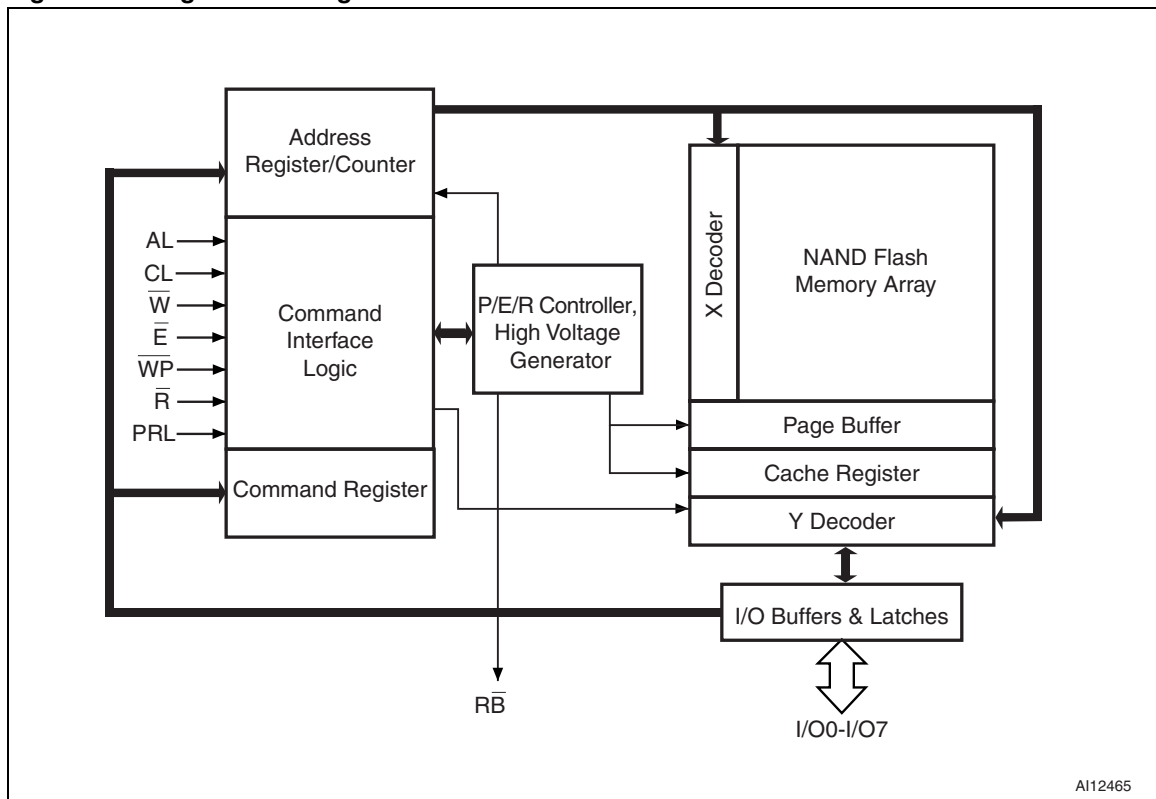 Address
Register/Counter
AL
CL
W̅
E̅
W̅P̅
R̅
PRL
Command
Interface
Logic
Command Register
P/E/R Controller,
High Voltage
Generator
RB̅
X Decoder
NAND Flash
Memory Array
Page Buffer
Cache Register
Y Decoder
I/O Buffers & Latches
I/O0-I/O7
AI12465